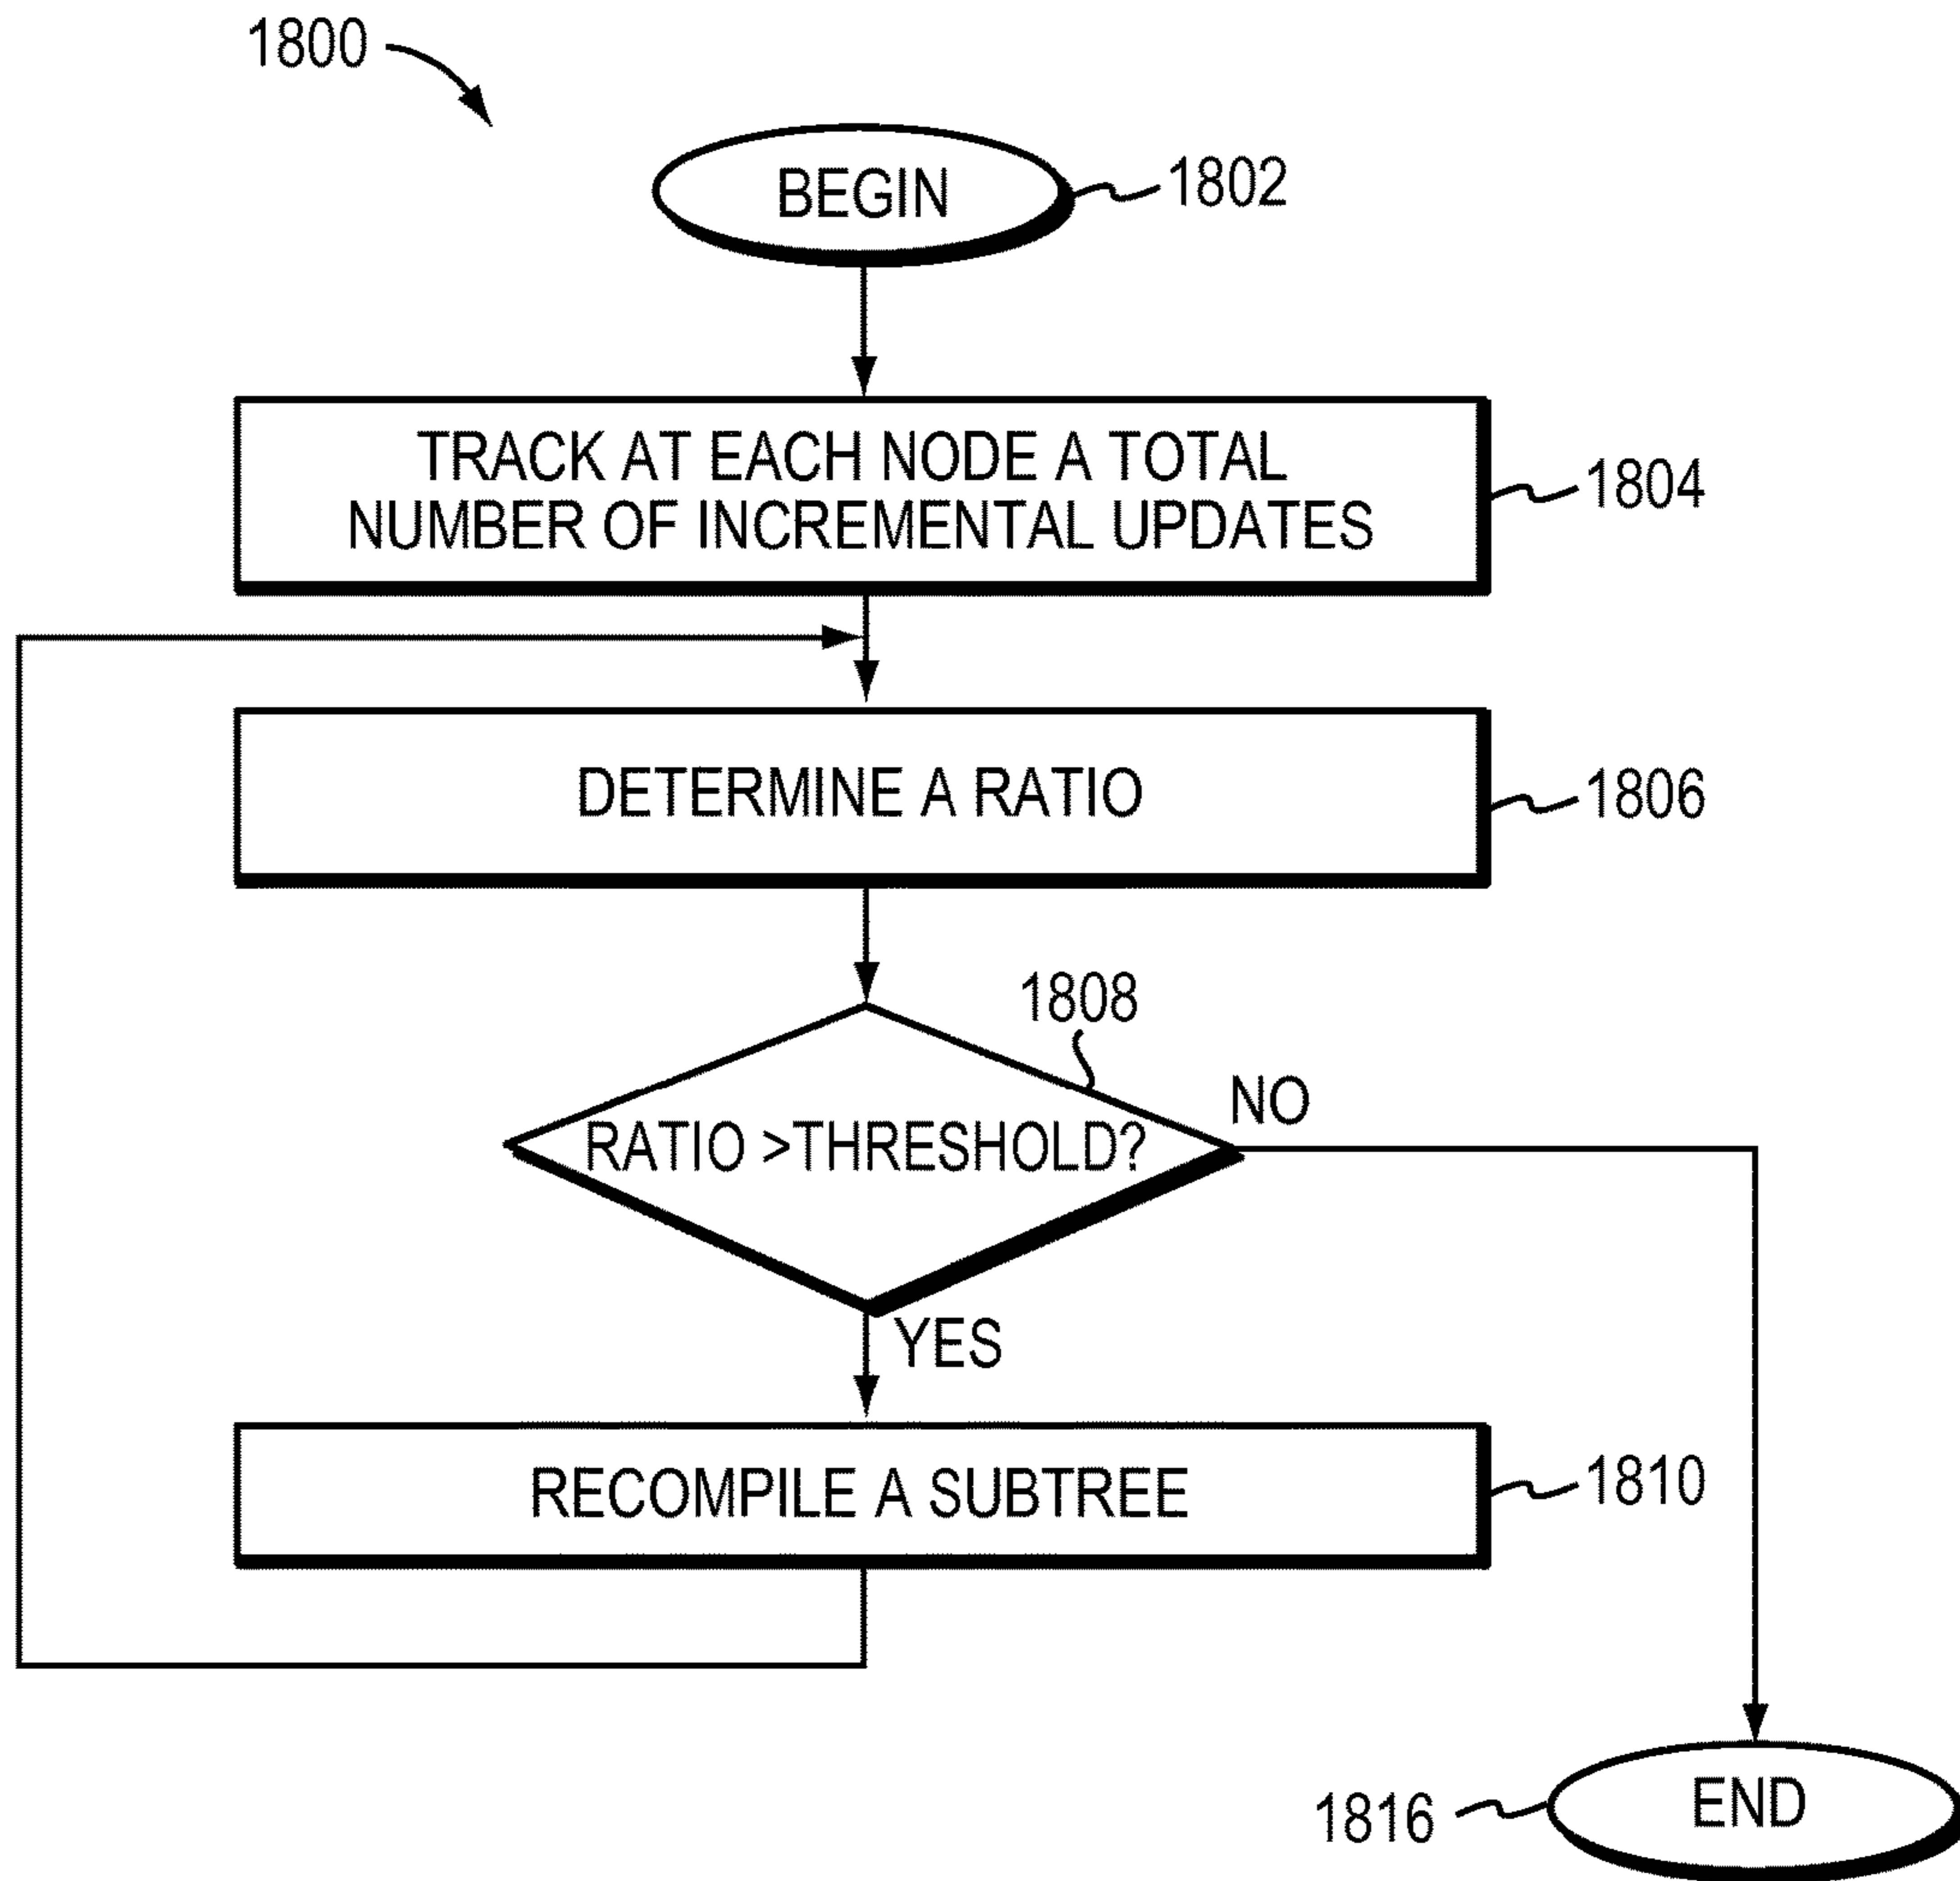 1800
BEGIN
1802
TRACK AT EACH NODE A TOTAL
NUMBER OF INCREMENTAL UPDATES
1804
DETERMINE A RATIO
1806
1808
RATIO >THRESHOLD?
NO
YES
RECOMPILE A SUBTREE
1810
END
1816